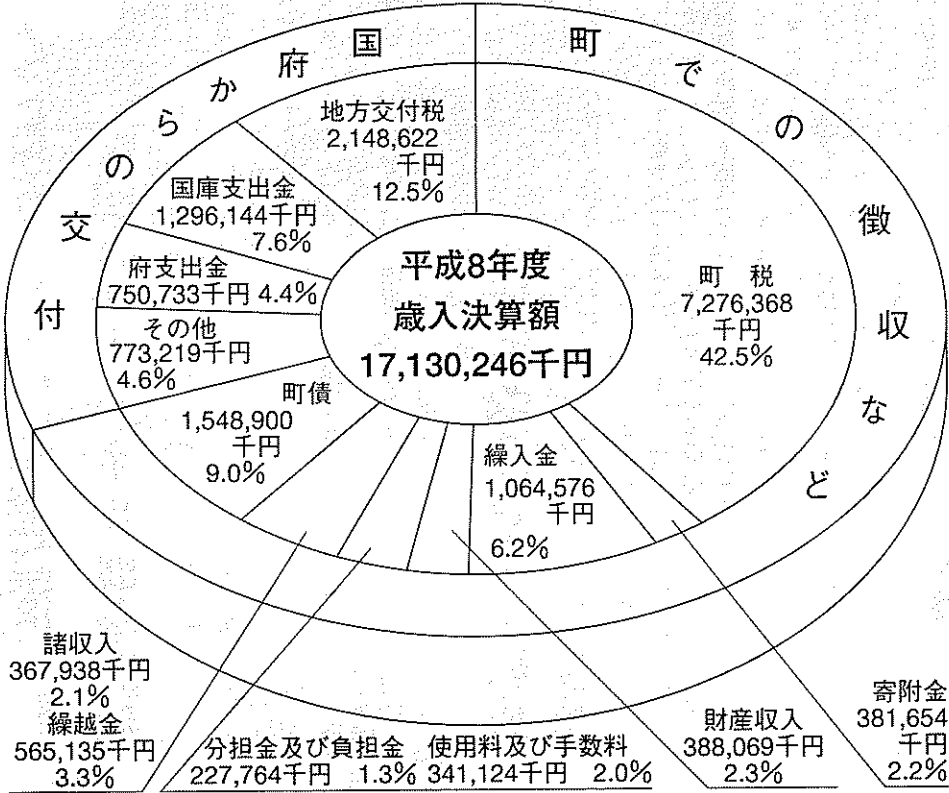 国府からの交付
町での徴収など
地方交付税
2,148,622
千円
12.5%
国庫支出金
1,296,144千円
7.6%
府支出金
750,733千円 4.4%
その他
773,219千円
4.6%
町債
1,548,900
千円
9.0%
平成8年度
歳入決算額
17,130,246千円
町 税
7,276,368
千円
42.5%
繰入金
1,064,576
千円
6.2%
諸収入
367,938千円
2.1%
繰越金
565,135千円
3.3%
分担金及び負担金 使用料及び手数料
227,764千円 1.3% 341,124千円 2.0%
財産収入
388,069千円
2.3%
寄附金
381,654
千円
2.2%